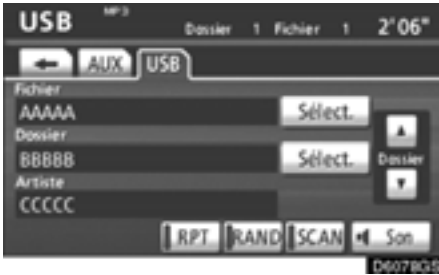 USB MP3 Dossier 1 Fichier 1 2'06"
AUX USB
Fichier
AAAAA Sélect.
Dossier
BBBBB Sélect. Dossier
Artiste
CCCCC
RPT RAND SCAN Son
D6078GS